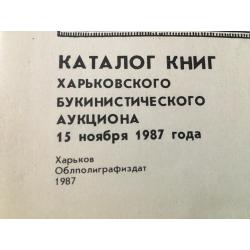 КАТАЛОГ КНИГ
ХАРЬКОВСКОГО
БУКИНИСТИЧЕСКОГО
АУКЦИОНА
15 ноября 1987 года
Харьков
Облполиграфиздат
1987